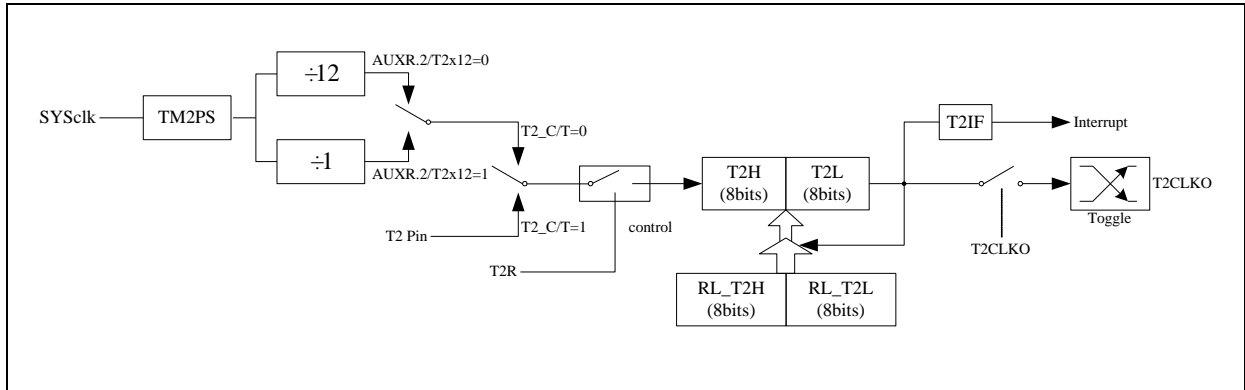 ÷12
AUXR.2/T2x12=0
SYSclk
TM2PS
÷1
AUXR.2/T2x12=1
T2_C/T=0
T2_C/T=1
T2 Pin
T2R
control
T2H
(8bits)
T2L
(8bits)
RL_T2H
(8bits)
RL_T2L
(8bits)
T2IF
Interrupt
T2CLKO
T2CLKO
Toggle